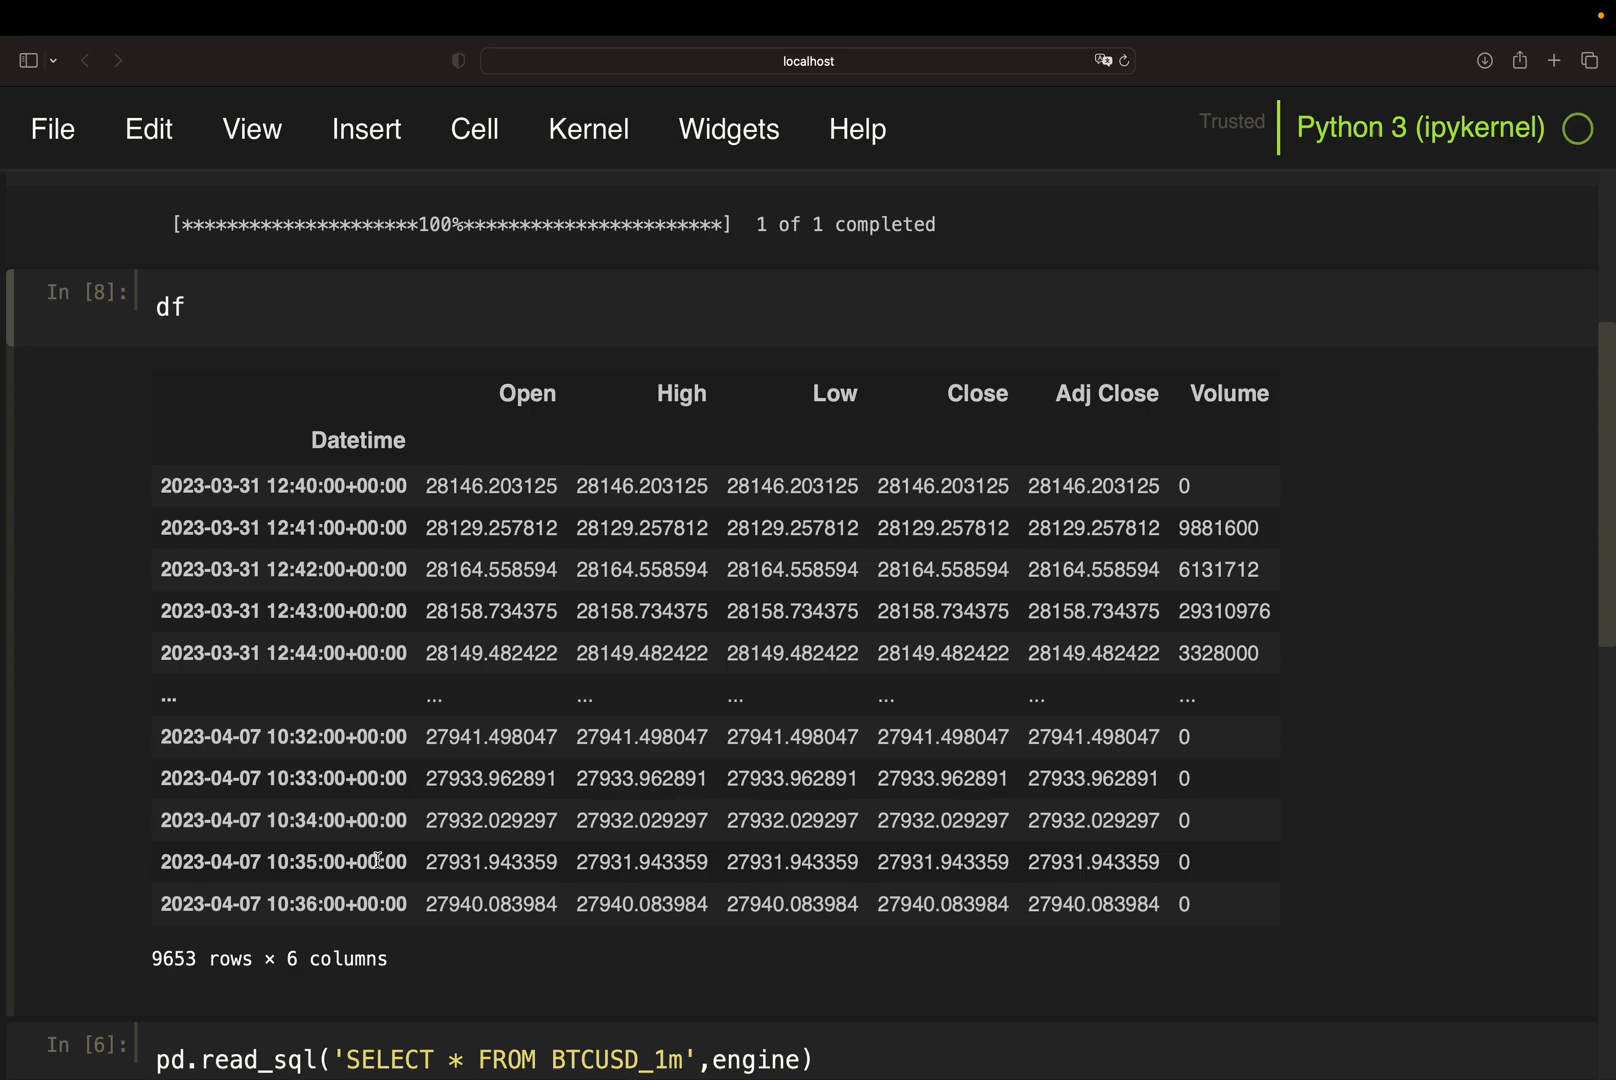 localhost
File Edit View Insert Cell Kernel Widgets Help Trusted Python 3 (ipykernel)
[*********************100%***********************]  1 of 1 completed
In [8]: df
Open High Low Close Adj Close Volume
Datetime
2023-03-31 12:40:00+00:00 28146.203125 28146.203125 28146.203125 28146.203125 28146.203125 0
2023-03-31 12:41:00+00:00 28129.257812 28129.257812 28129.257812 28129.257812 28129.257812 9881600
2023-03-31 12:42:00+00:00 28164.558594 28164.558594 28164.558594 28164.558594 28164.558594 6131712
2023-03-31 12:43:00+00:00 28158.734375 28158.734375 28158.734375 28158.734375 28158.734375 29310976
2023-03-31 12:44:00+00:00 28149.482422 28149.482422 28149.482422 28149.482422 28149.482422 3328000
... ... ... ... ... ... ...
2023-04-07 10:32:00+00:00 27941.498047 27941.498047 27941.498047 27941.498047 27941.498047 0
2023-04-07 10:33:00+00:00 27933.962891 27933.962891 27933.962891 27933.962891 27933.962891 0
2023-04-07 10:34:00+00:00 27932.029297 27932.029297 27932.029297 27932.029297 27932.029297 0
2023-04-07 10:35:00+00:00 27931.943359 27931.943359 27931.943359 27931.943359 27931.943359 0
2023-04-07 10:36:00+00:00 27940.083984 27940.083984 27940.083984 27940.083984 27940.083984 0
9653 rows × 6 columns
In [6]: pd.read_sql('SELECT * FROM BTCUSD_1m',engine)